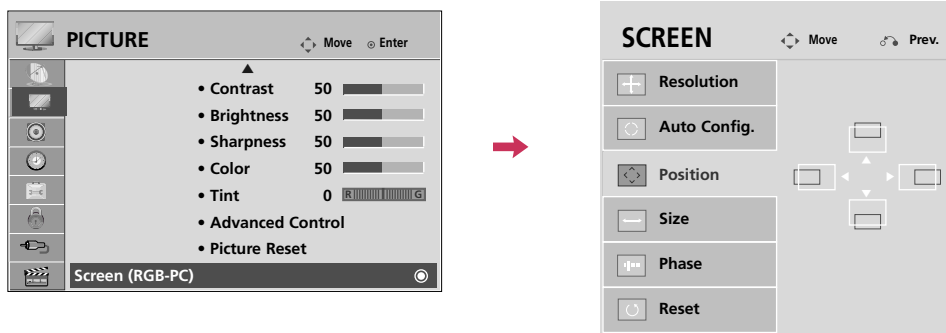 PICTURE
Move Enter
• Contrast 50
• Brightness 50
• Sharpness 50
• Color 50
• Tint 0 R G
• Advanced Control
• Picture Reset
Screen (RGB-PC)
SCREEN
Move Prev.
Resolution
Auto Config.
Position
Size
Phase
Reset